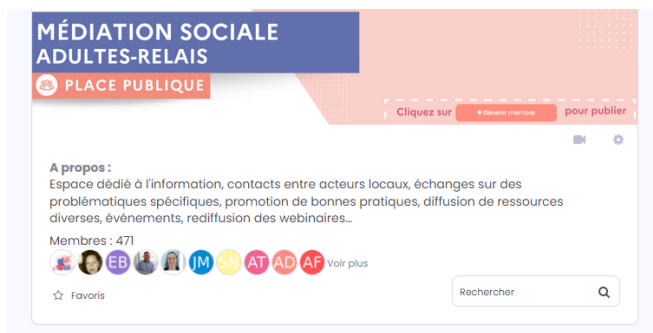 MÉDIATION SOCIALE
ADULTES-RELAIS
PLACE PUBLIQUE
Cliquez sur + Devenir membre pour publier
A propos :
Espace dédié à l'information, contacts entre acteurs locaux, échanges sur des
problématiques spécifiques, promotion de bonnes pratiques, diffusion de ressources
diverses, événements, rediffusion des webinaires...
Membres : 471
EB JM SN AT AD AF Voir plus
Favoris
Rechercher